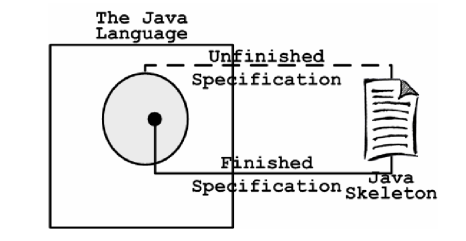 The Java
Language
Unfinished
Specification
Finished
Specification
Java
Skeleton